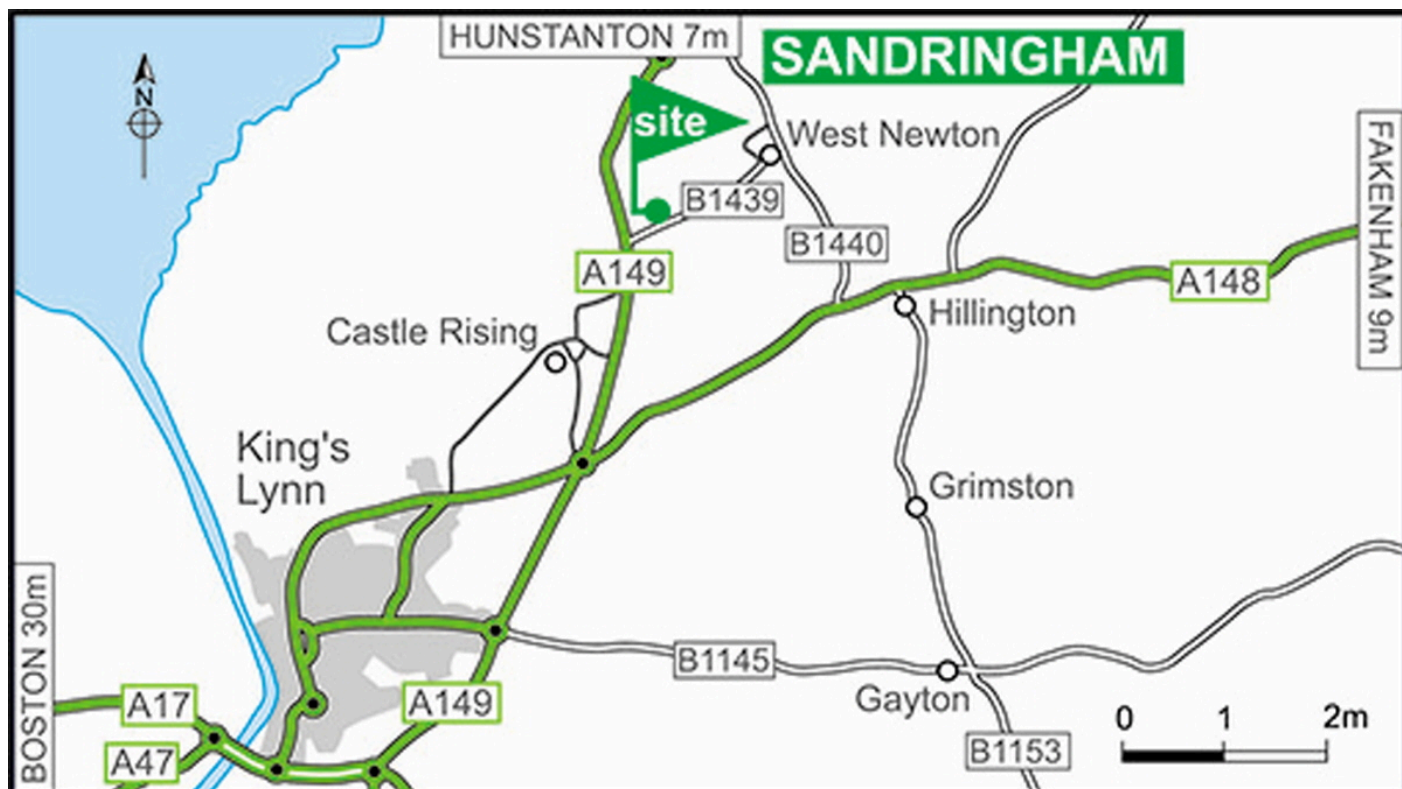 HUNSTANTON 7m
SANDRINGHAM
N
site
West Newton
FAKENHAM 9m
B1439
B1440
A149
A148
Castle Rising
Hillington
King's
Lynn
Grimston
BOSTON 30m
B1145
A17
A149
Gayton
0 1 2m
A47
B1153